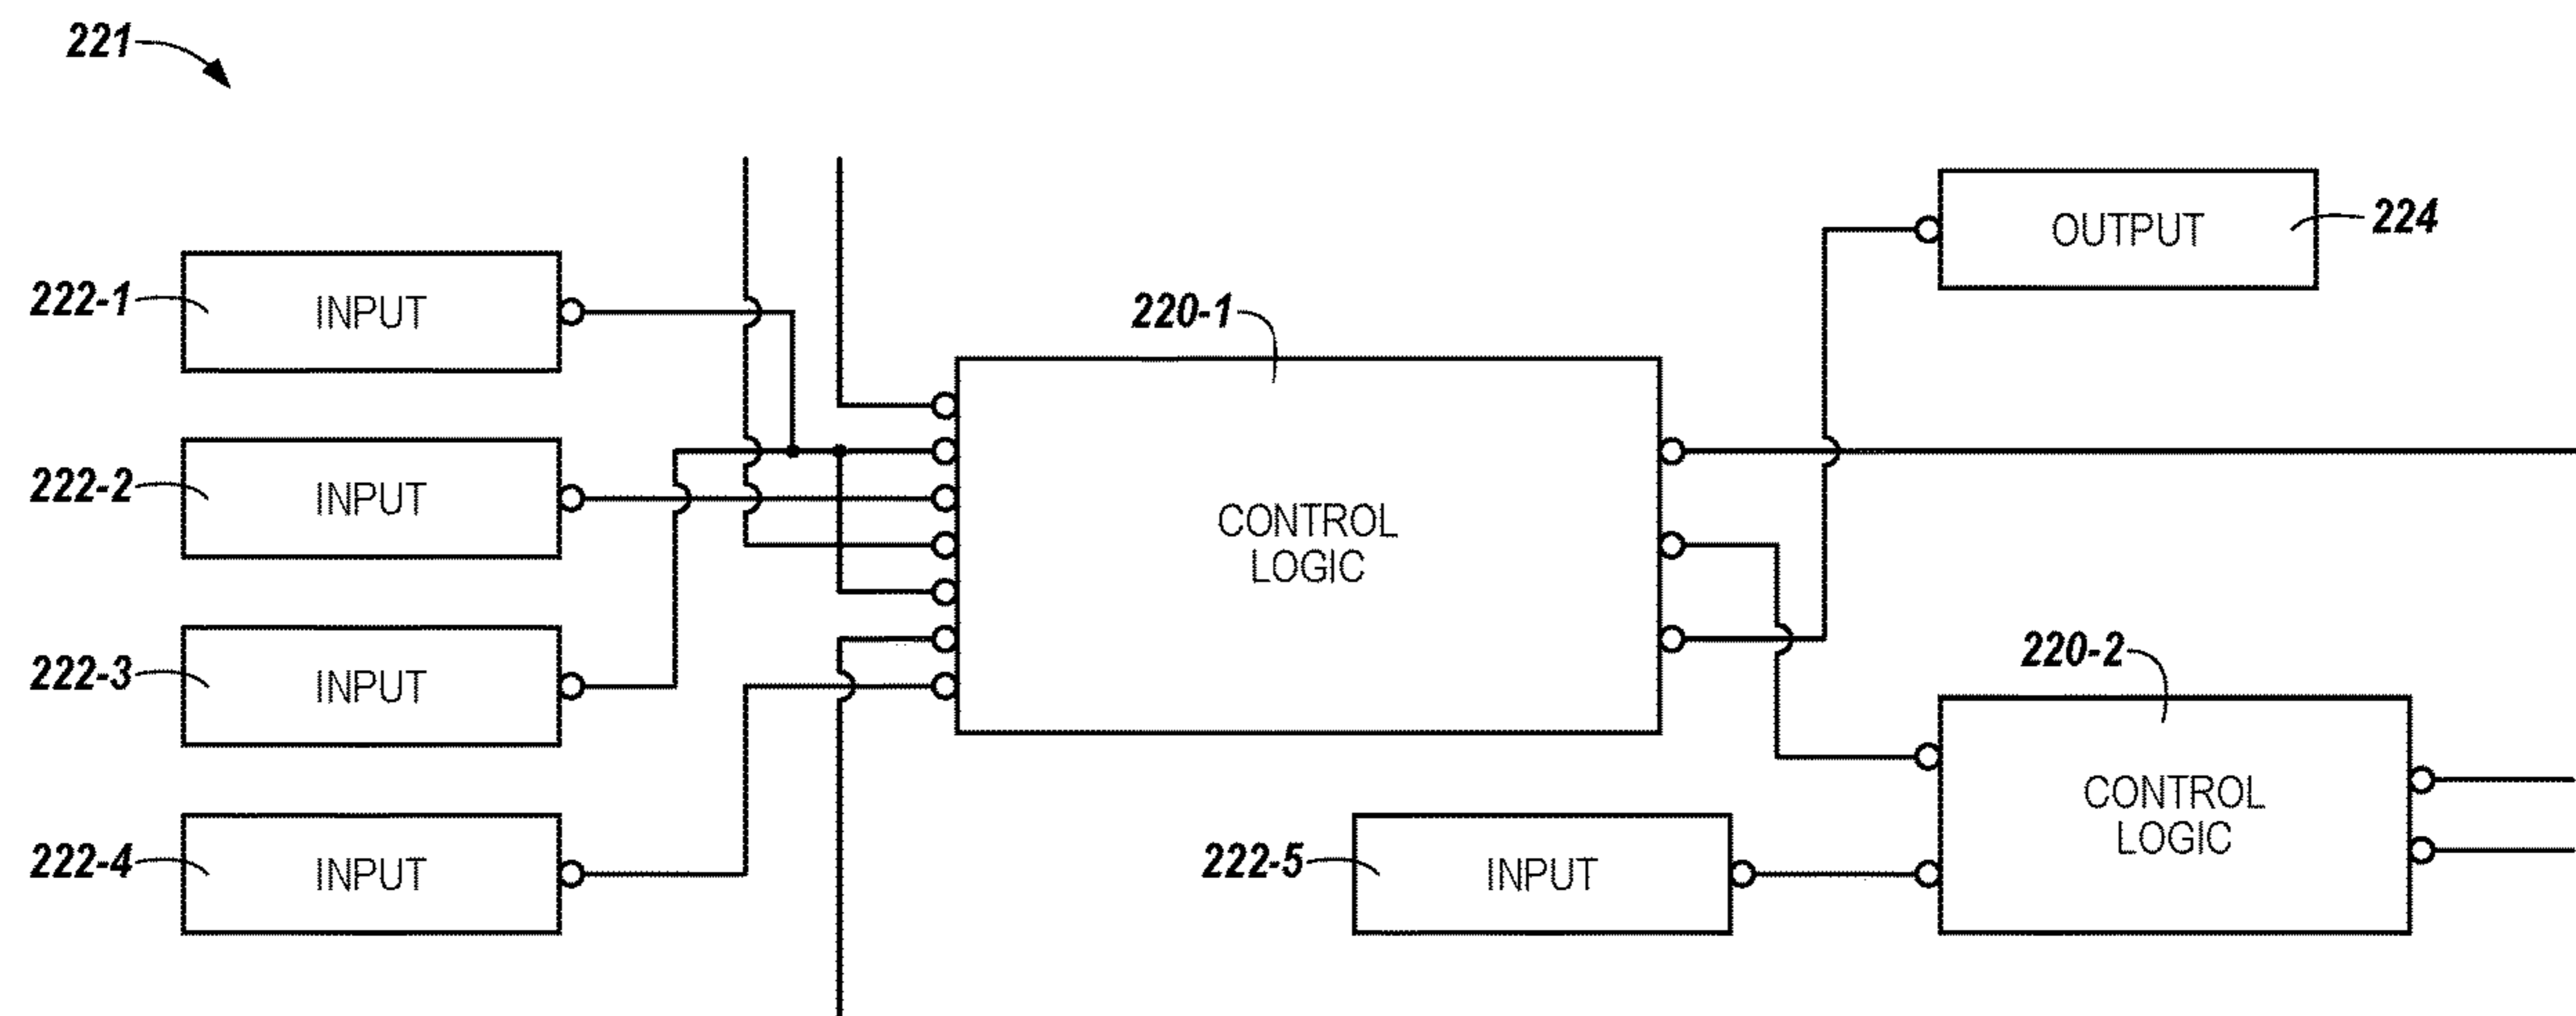 221
OUTPUT
224
222-1
INPUT
220-1
222-2
INPUT
CONTROL
LOGIC
222-3
INPUT
220-2
222-4
INPUT
222-5
INPUT
CONTROL
LOGIC